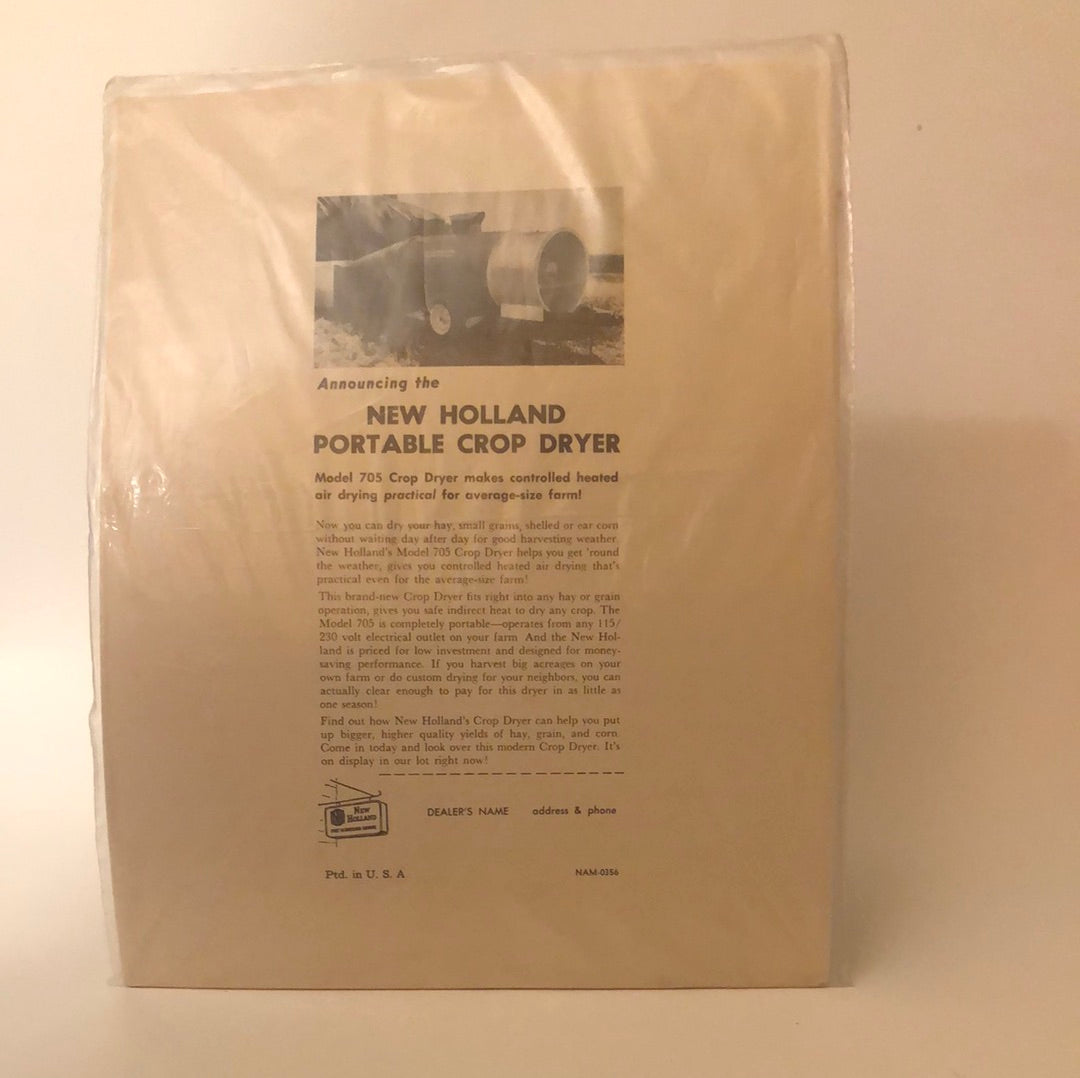 Announcing the
NEW HOLLAND
PORTABLE CROP DRYER
Model 705 Crop Dryer makes controlled heated
air drying practical for average-size farm!
Now you can dry your hay, small grains, shelled or ear corn
without waiting day after day for good harvesting weather.
New Holland's Model 705 Crop Dryer helps you get 'round
the weather, gives you controlled heated air drying that's
practical even for the average-size farm!
This brand-new Crop Dryer fits right into any hay or grain
operation, gives you safe indirect heat to dry any crop. The
Model 705 is completely portable—operates from any 115/
230 volt electrical outlet on your farm. And the New Hol-
land is priced for low investment and designed for money-
saving performance. If you harvest big acreages on your
own farm or do custom drying for your neighbors, you can
actually clear enough to pay for this dryer in as little as
one season!
Find out how New Holland's Crop Dryer can help you put
up bigger, higher quality yields of hay, grain, and corn.
Come in today and look over this modern Crop Dryer. It's
on display in our lot right now!
NEW
HOLLAND
DEALER'S NAME address & phone
Ptd. in U. S. A
NAM-0356